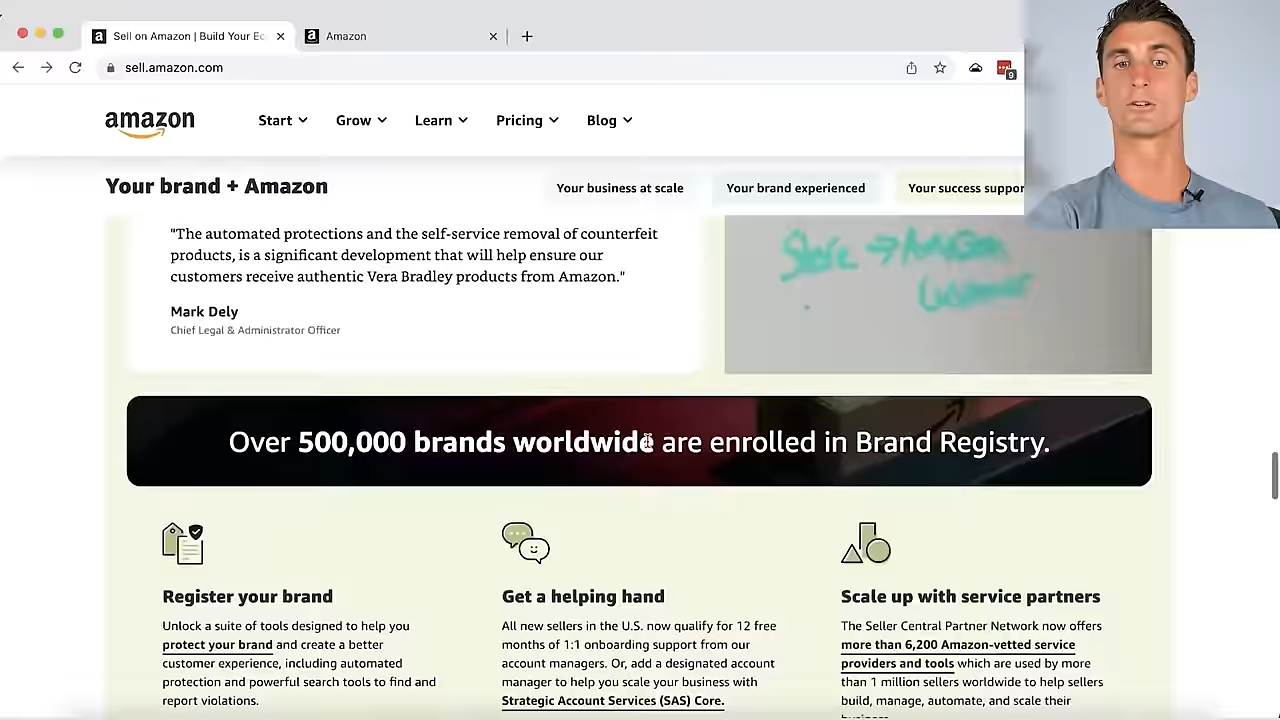 Sell on Amazon | Build Your Ec
Amazon
sell.amazon.com
9
amazon
Start
Grow
Learn
Pricing
Blog
Your brand + Amazon
Your business at scale
Your brand experienced
Your success suppor
"The automated protections and the self-service removal of counterfeit
products, is a significant development that will help ensure our
customers receive authentic Vera Bradley products from Amazon."
Mark Dely
Chief Legal & Administrator Officer
Amazon
Customer
Over 500,000 brands worldwide are enrolled in Brand Registry.
Register your brand
Unlock a suite of tools designed to help you
protect your brand and create a better
customer experience, including automated
protection and powerful search tools to find and
report violations.
Get a helping hand
All new sellers in the U.S. now qualify for 12 free
months of 1:1 onboarding support from our
account managers. Or, add a designated account
manager to help you scale your business with
Strategic Account Services (SAS) Core.
Scale up with service partners
The Seller Central Partner Network now offers
more than 6,200 Amazon-vetted service
providers and tools which are used by more
than 1 million sellers worldwide to help sellers
build, manage, automate, and scale their